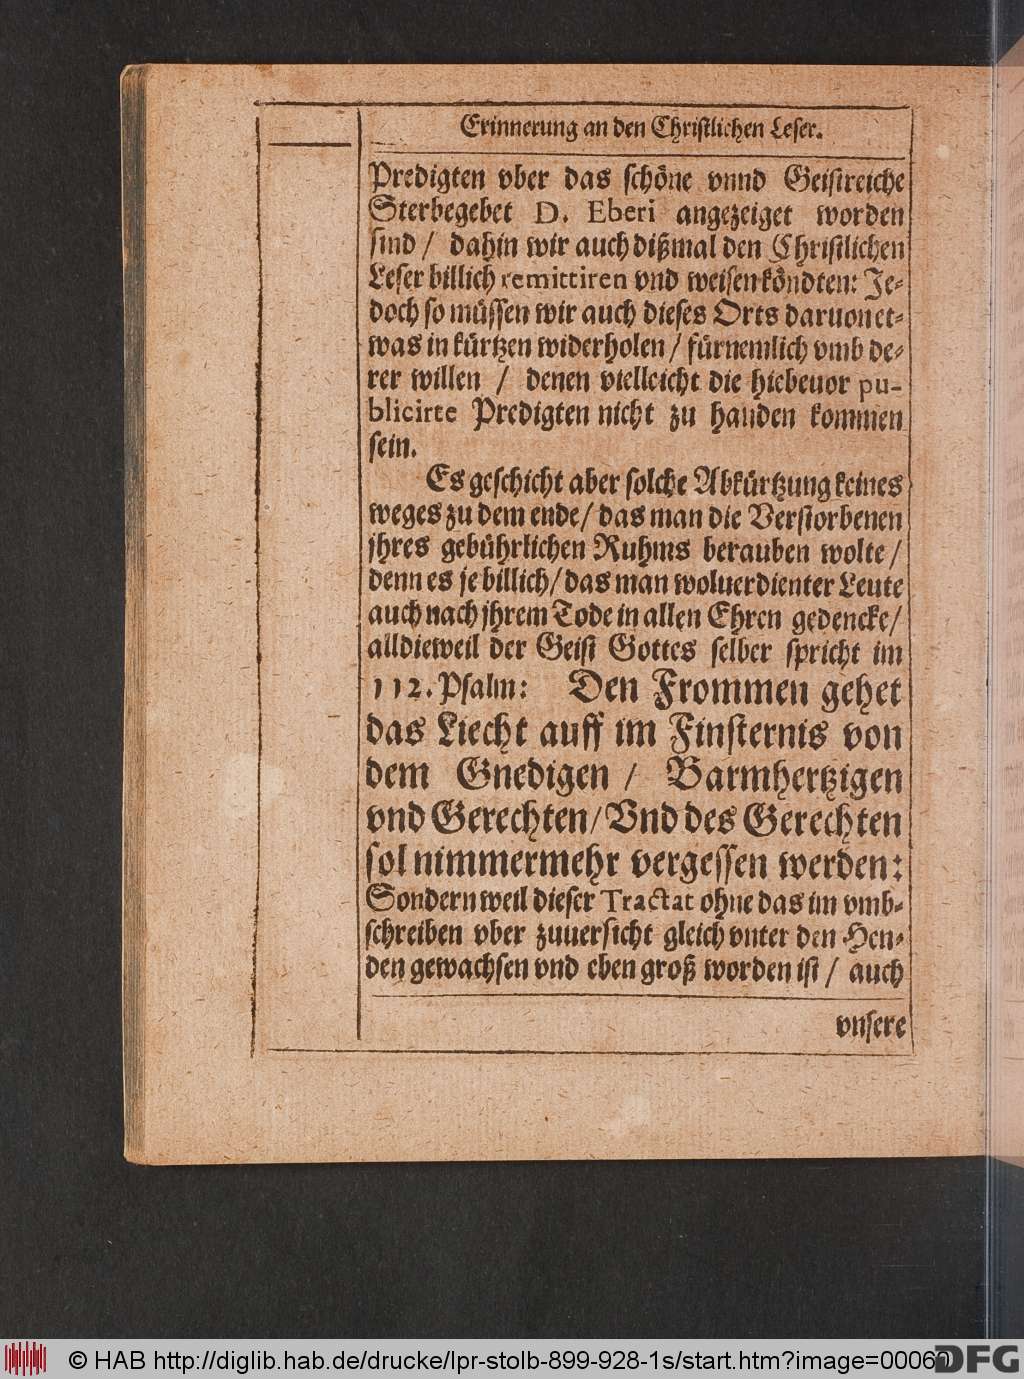 Erinnerung an den Christlichen Leser.
Predigten vber das schöne vnnd Geistreiche
Sterbegebet D. Eberi angezeiget worden
sind / dahin wir auch dißmal den Christlichen
Leser billich remittiren vnd weisen köndten: Je-
doch so müssen wir auch dieses Orts daruon et-
was in kürtzen widerholen / fürnemlich vmb de-
rer willen / denen vielleicht die hiebeuor pu-
blicirte Predigten nicht zu handen kommen
sein.
Es geschicht aber solche Abkürtzung keines
weges zu dem ende / das man die Verstorbenen
jhres gebührlichen Ruhms berauben wolte /
denn es je billich / das man woluerdienter Leute
auch nach jhrem Tode in allen Ehren gedencke /
alldieweil der Geist Gottes selber spricht im
112. Psalm: Den Frommen gehet
das Liecht auff im Finsternis von
dem Gnedigen / Barmhertzigen
vnd Gerechten / Vnd des Gerechten
sol nimmermehr vergessen werden:
Sondern weil dieser Tractat ohne das im vmb-
schreiben vber zuuersicht gleich vnter den Hen-
den gewachsen vnd eben groß worden ist / auch
vnsere
© HAB http://diglib.hab.de/drucke/lpr-stolb-899-928-1s/start.htm?image=00060
DFG